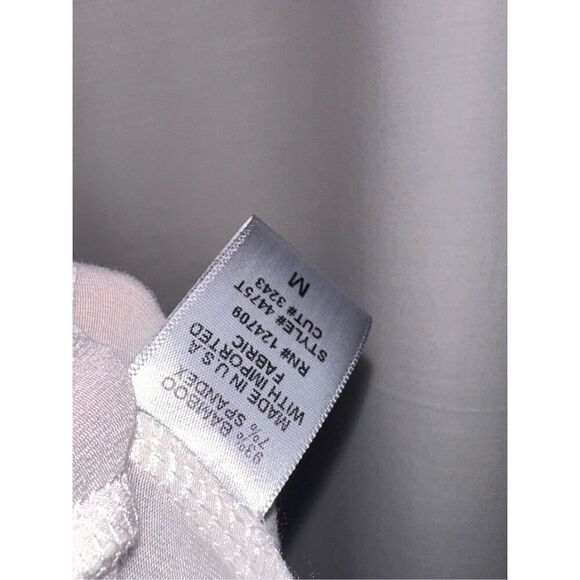 93% BAMBOO
7% SPANDEX
MADE IN U.S.A
WITH IMPORTED
FABRIC
RN# 124709
STYLE# 4475T
CUT# 3243
M